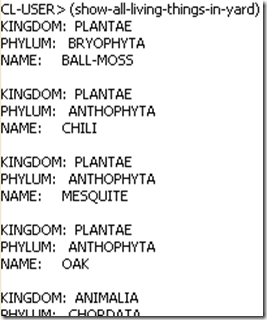 CL-USER> (show-all-living-things-in-yard)
KINGDOM: PLANTAE
PHYLUM: BRYOPHYTA
NAME: BALL-MOSS
KINGDOM: PLANTAE
PHYLUM: ANTHOPHYTA
NAME: CHILI
KINGDOM: PLANTAE
PHYLUM: ANTHOPHYTA
NAME: MESQUITE
KINGDOM: PLANTAE
PHYLUM: ANTHOPHYTA
NAME: OAK
KINGDOM: ANIMALIA
PHYLUM: CHORDATA